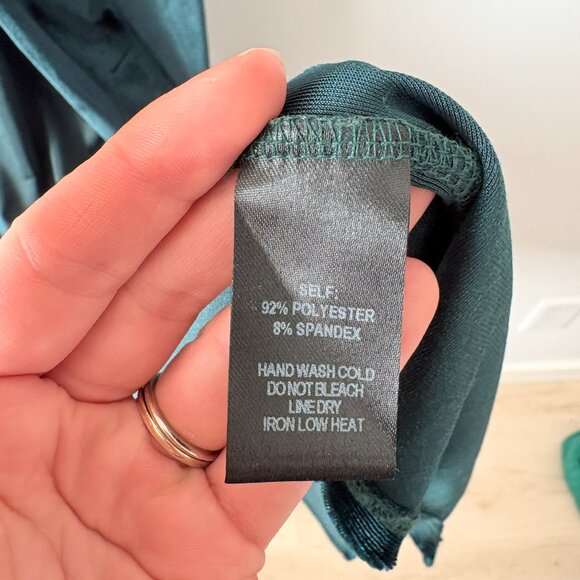 SELF:
92% POLYESTER
8% SPANDEX
HAND WASH COLD
DO NOT BLEACH
LINE DRY
IRON LOW HEAT